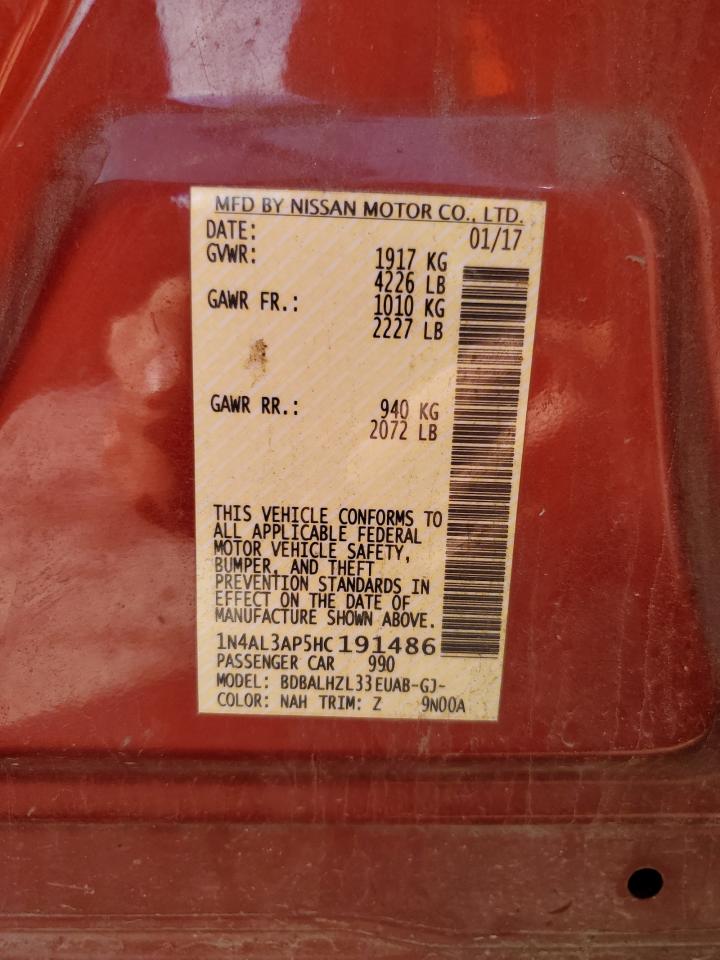 MFD BY NISSAN MOTOR CO., LTD.
DATE: 01/17
GVWR: 1917 KG
4226 LB
GAWR FR.: 1010 KG
2227 LB
GAWR RR.: 940 KG
2072 LB
THIS VEHICLE CONFORMS TO
ALL APPLICABLE FEDERAL
MOTOR VEHICLE SAFETY,
BUMPER, AND THEFT
PREVENTION STANDARDS IN
EFFECT ON THE DATE OF
MANUFACTURE SHOWN ABOVE.
1N4AL3AP5HC191486
PASSENGER CAR 990
MODEL: BDBALHZL33EUAB-GJ-
COLOR: NAH TRIM: Z 9N00A